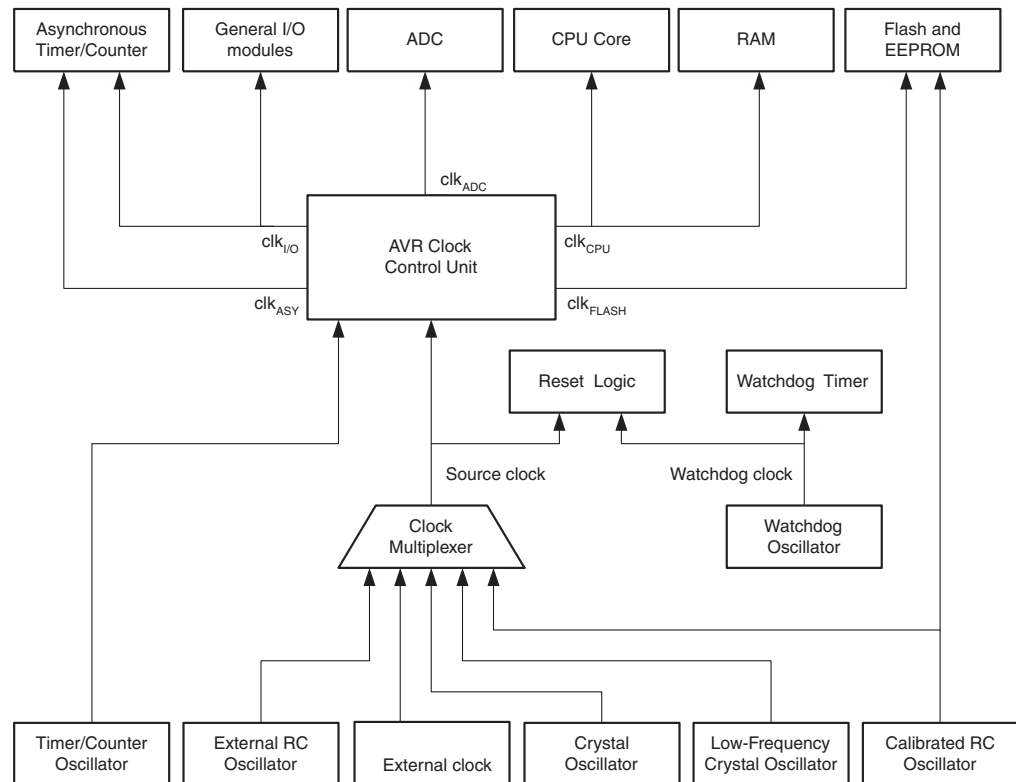 Asynchronous
Timer/Counter
General I/O
modules
ADC
CPU Core
RAM
Flash and
EEPROM
clkADC
clkI/O
AVR Clock
Control Unit
clkCPU
clkASY
clkFLASH
Reset Logic
Watchdog Timer
Source clock
Watchdog clock
Clock
Multiplexer
Watchdog
Oscillator
Timer/Counter
Oscillator
External RC
Oscillator
External clock
Crystal
Oscillator
Low-Frequency
Crystal Oscillator
Calibrated RC
Oscillator